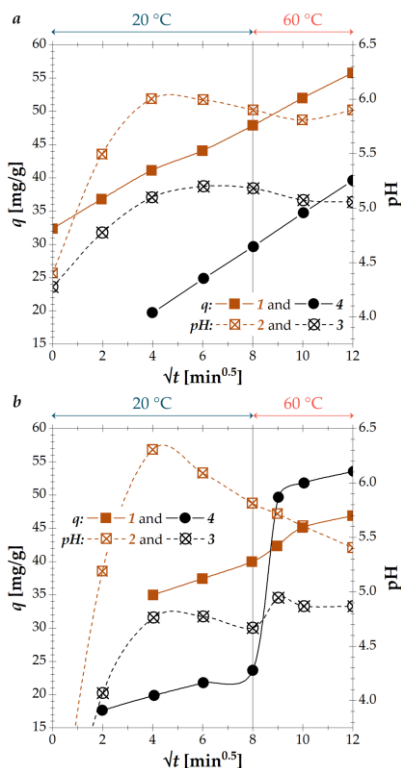 a
20 °C 60 °C
60 6.5
55
50 6.0
45
40 5.5
35 5.0
30
25 4.5
20 4.0
15
q [mg/g]
pH
q: 1 and 4
pH: 2 and 3
0 2 4 6 8 10 12
√t [min^0.5]
b
20 °C 60 °C
60 6.5
55
50 6.0
45
40 5.5
35 5.0
30
25 4.5
20 4.0
15
q [mg/g]
pH
q: 1 and 4
pH: 2 and 3
0 2 4 6 8 10 12
√t [min^0.5]